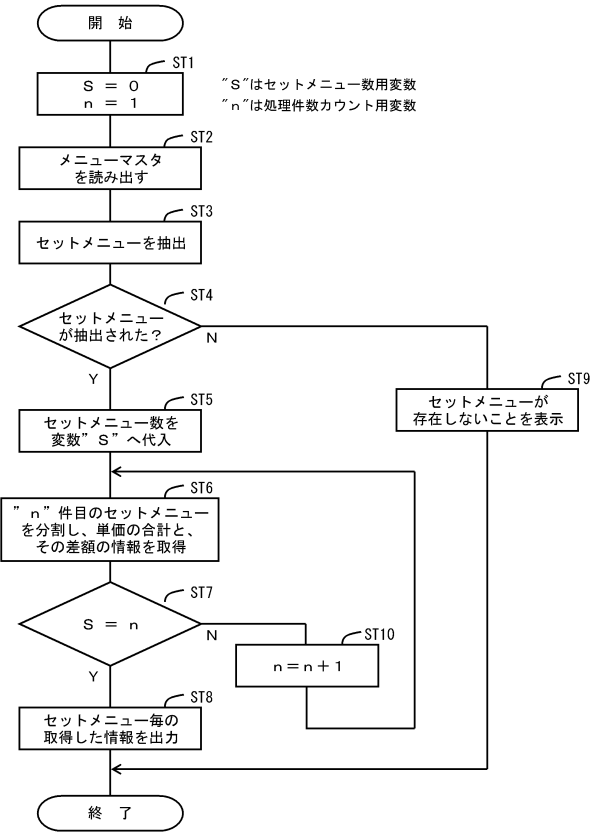 開 始
ST1
S = 0
n = 1
"S"はセットメニュー数用変数
"n"は処理件数カウント用変数
ST2
メニューマスタ
を読み出す
ST3
セットメニューを抽出
ST4
セットメニュー
が抽出された?
N
Y
ST5
セットメニュー数を
変数”S”へ代入
ST9
セットメニューが
存在しないことを表示
ST6
”n”件目のセットメニュー
を分割し、単価の合計と、
その差額の情報を取得
ST7
S = n
N
Y
ST10
n=n+1
ST8
セットメニュー毎の
取得した情報を出力
終 了